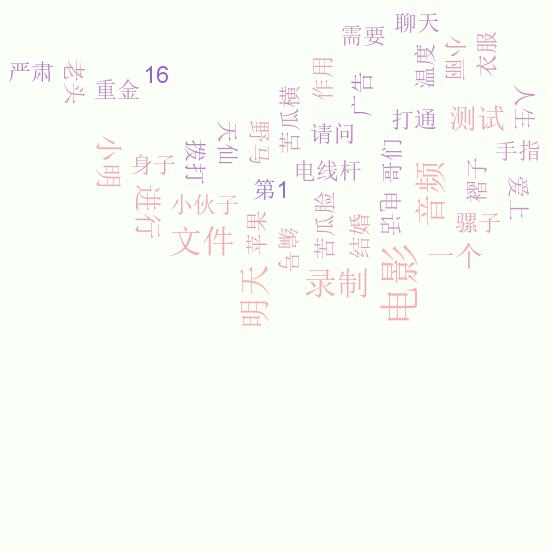 聊天
需要
严肃
老头
16
重金
温度
小丽
衣服
作用
广告
苦瓜横
人生
打通
测试
请问
天仙
野马
拨打
小明
身子
电线杆
哥们
手指
第1
进行
小伙子
音频
褶子
爱上
骡子
文件
苹果
编号
苦瓜脸
结婚
电话
一个
明天
录制
电影